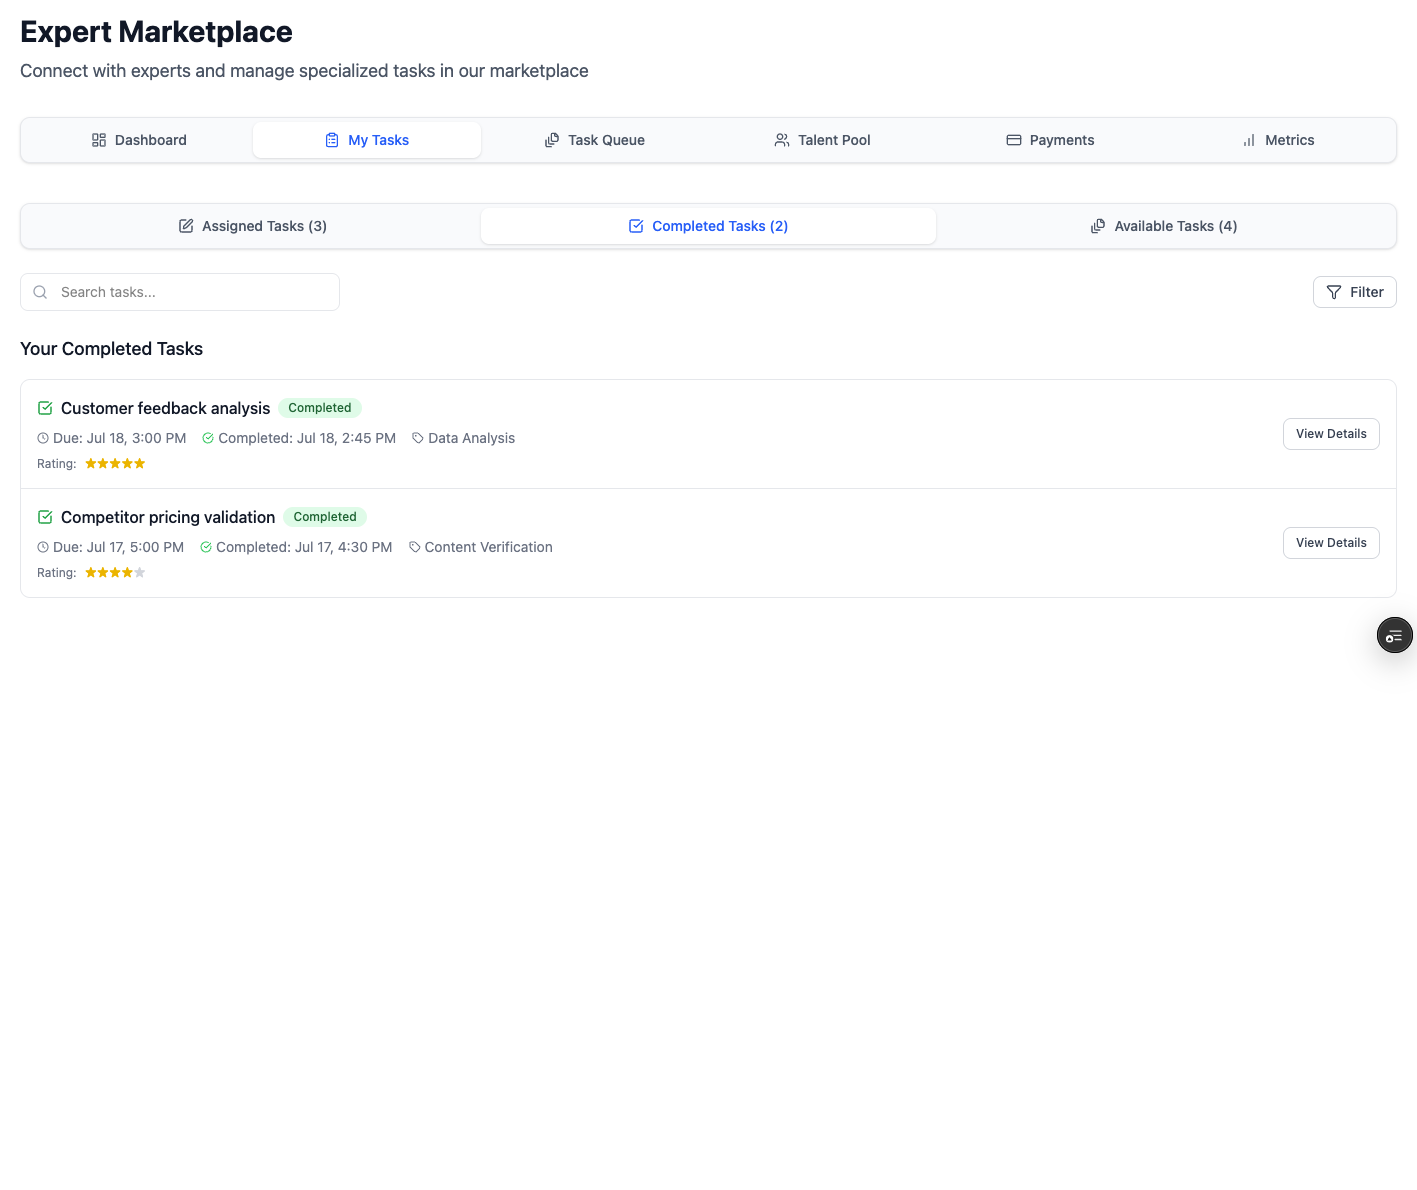 Expert Marketplace
Connect with experts and manage specialized tasks in our marketplace
Dashboard My Tasks Task Queue Talent Pool Payments Metrics
Assigned Tasks (3) Completed Tasks (2) Available Tasks (4)
Search tasks... Filter
Your Completed Tasks
Customer feedback analysis Completed
Due: Jul 18, 3:00 PM Completed: Jul 18, 2:45 PM Data Analysis
View Details
Rating:
Competitor pricing validation Completed
Due: Jul 17, 5:00 PM Completed: Jul 17, 4:30 PM Content Verification
View Details
Rating: